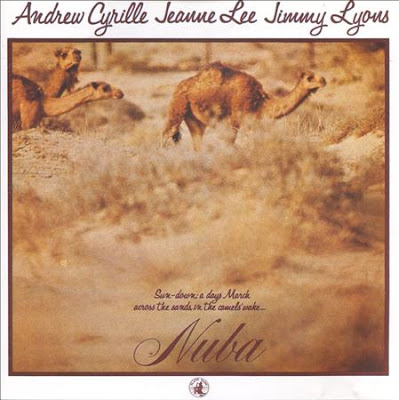 Andrew Cyrille Jeanne Lee Jimmy Lyons
Sun-down; a days March
across the sands, in the camels' wake...
Nuba